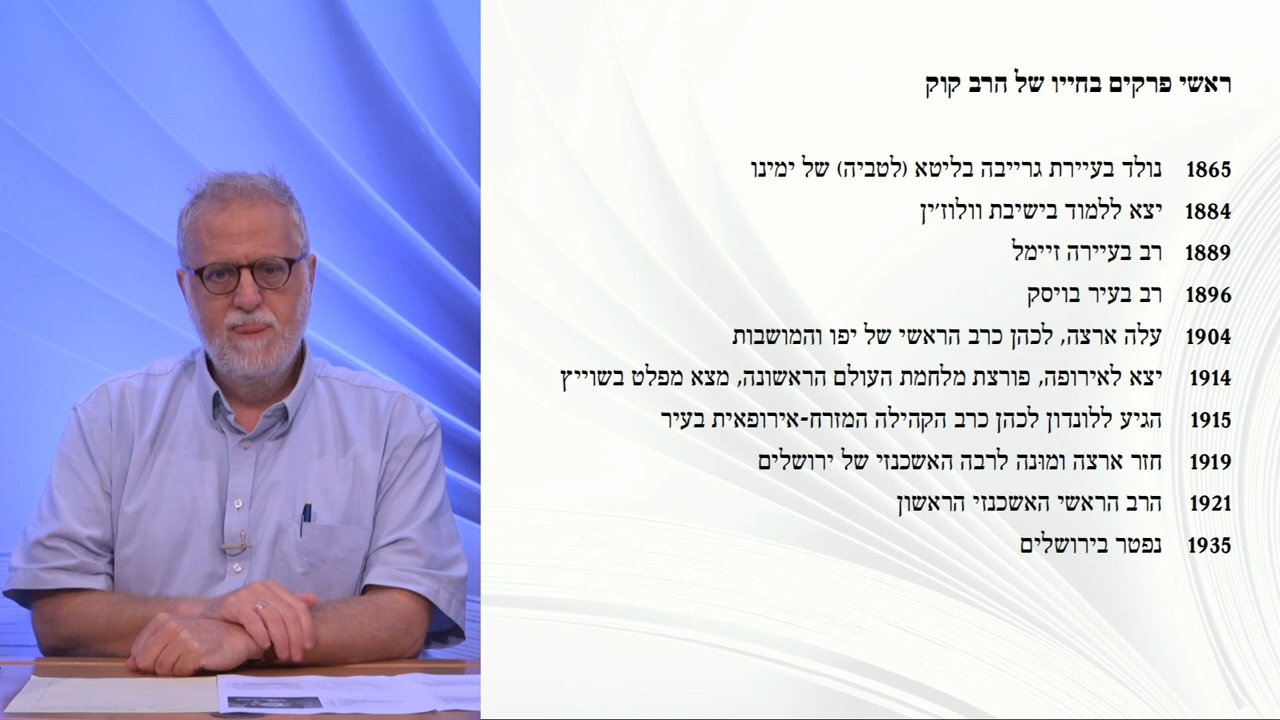 ראשי פרקים בחייו של הרב קוק
1865 נולד בעיירת גרייבה בליטא (לטביה) של ימינו
1884 יצא ללמוד בישיבת וולוז'ין
1889 רב בעיירה זיימל
1896 רב בעיר בויסק
1904 עלה ארצה, לכהן כרב הראשי של יפו והמושבות
1914 יצא לאירופה, פורצת מלחמת העולם הראשונה, מצא מפלט בשוייץ
1915 הגיע ללונדון לכהן כרב הקהילה המזרח-אירופאית בעיר
1919 חזר ארצה ומוּנה לרבה האשכנזי של ירושלים
1921 הרב הראשי האשכנזי הראשון
1935 נפטר בירושלים